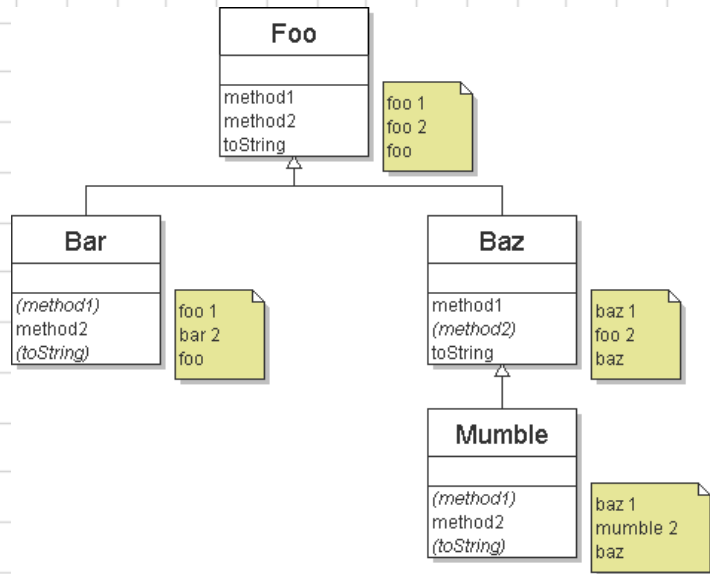 Foo
method1
method2
toString
foo 1
foo 2
foo
Bar
(method1)
method2
(toString)
foo 1
bar 2
foo
Baz
method1
(method2)
toString
baz 1
foo 2
baz
Mumble
(method1)
method2
(toString)
baz 1
mumble 2
baz